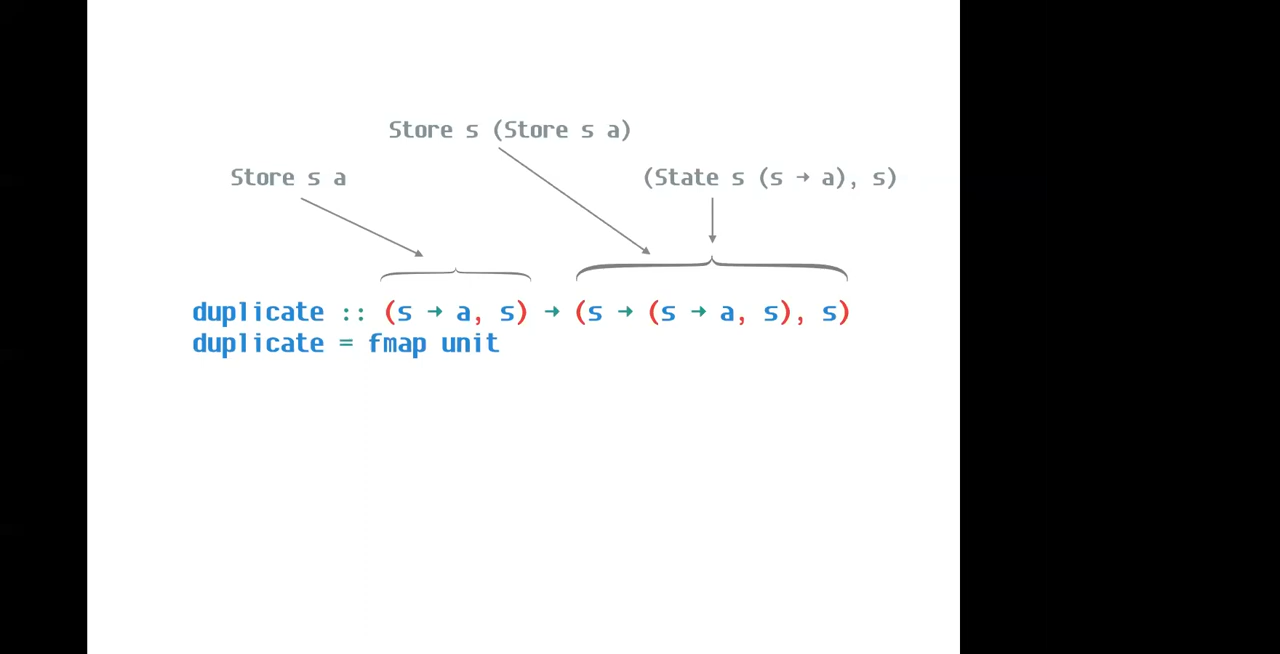 Store s (Store s a)
Store s a
(State s (s → a), s)
duplicate :: (s → a, s) → (s → (s → a, s), s)
duplicate = fmap unit